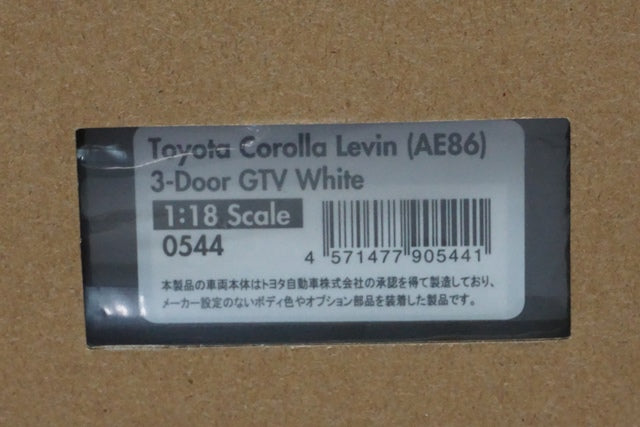 Toyota Corolla Levin (AE86)
3-Door GTV White
1:18 Scale
0544
4 571477 905441
本製品の車両本体はトヨタ自動車株式会社の承認を得て製造しており、
メーカー設定のないボディ色やオプション部品を装着した製品です。